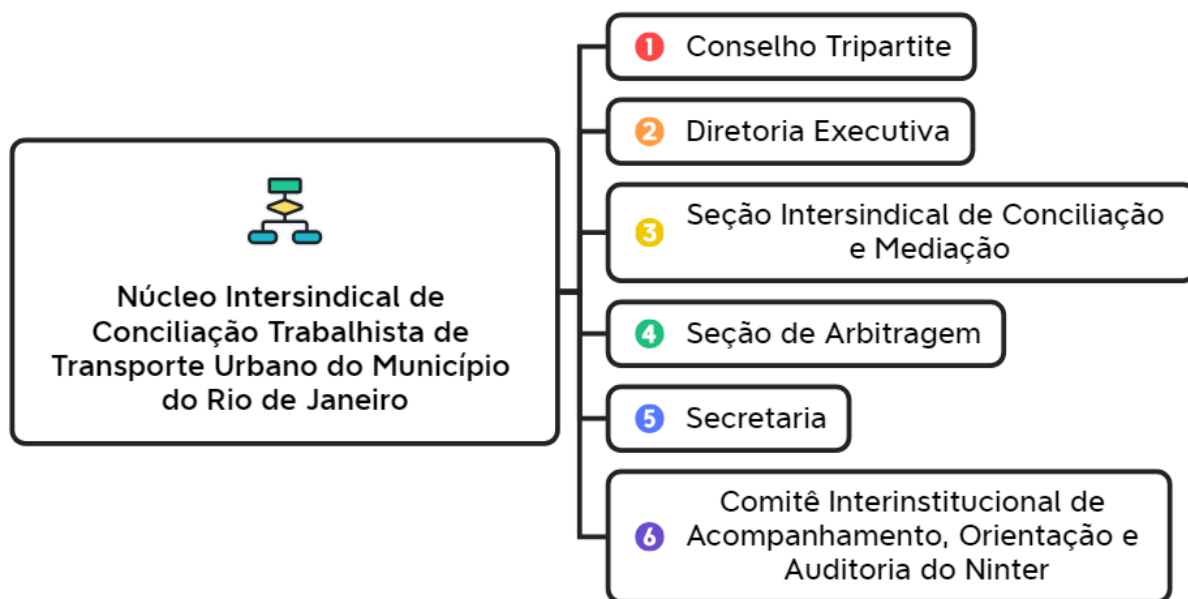 Núcleo Intersindical de
Conciliação Trabalhista de
Transporte Urbano do Município
do Rio de Janeiro
1 Conselho Tripartite
2 Diretoria Executiva
3 Seção Intersindical de Conciliação
e Mediação
4 Seção de Arbitragem
5 Secretaria
6 Comitê Interinstitucional de
Acompanhamento, Orientação e
Auditoria do Ninter